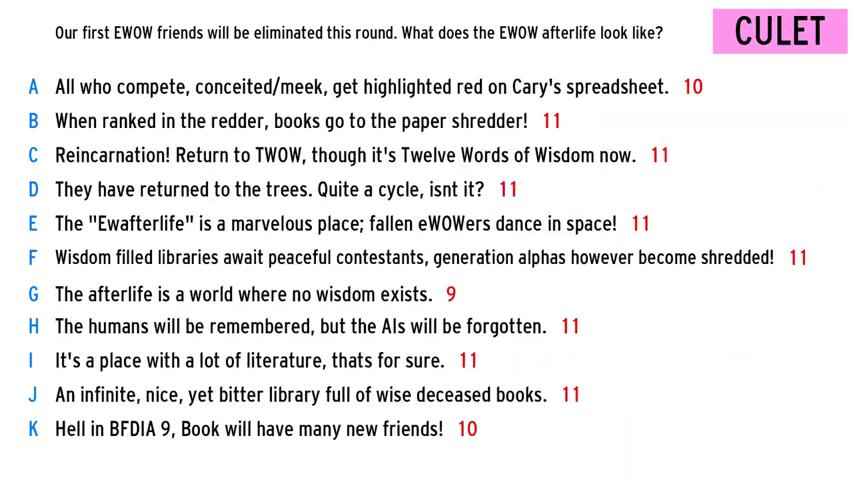 Our first EWOW friends will be eliminated this round. What does the EWOW afterlife look like?
CULET
A All who compete, conceited/meek, get highlighted red on Cary's spreadsheet. 10
B When ranked in the redder, books go to the paper shredder! 11
C Reincarnation! Return to TWOW, though it's Twelve Words of Wisdom now. 11
D They have returned to the trees. Quite a cycle, isnt it? 11
E The "Ewafterlife" is a marvelous place; fallen eWOWers dance in space! 11
F Wisdom filled libraries await peaceful contestants, generation alphas however become shredded! 11
G The afterlife is a world where no wisdom exists. 9
H The humans will be remembered, but the AIs will be forgotten. 11
I It's a place with a lot of literature, thats for sure. 11
J An infinite, nice, yet bitter library full of wise deceased books. 11
K Hell in BFDIA 9, Book will have many new friends! 10